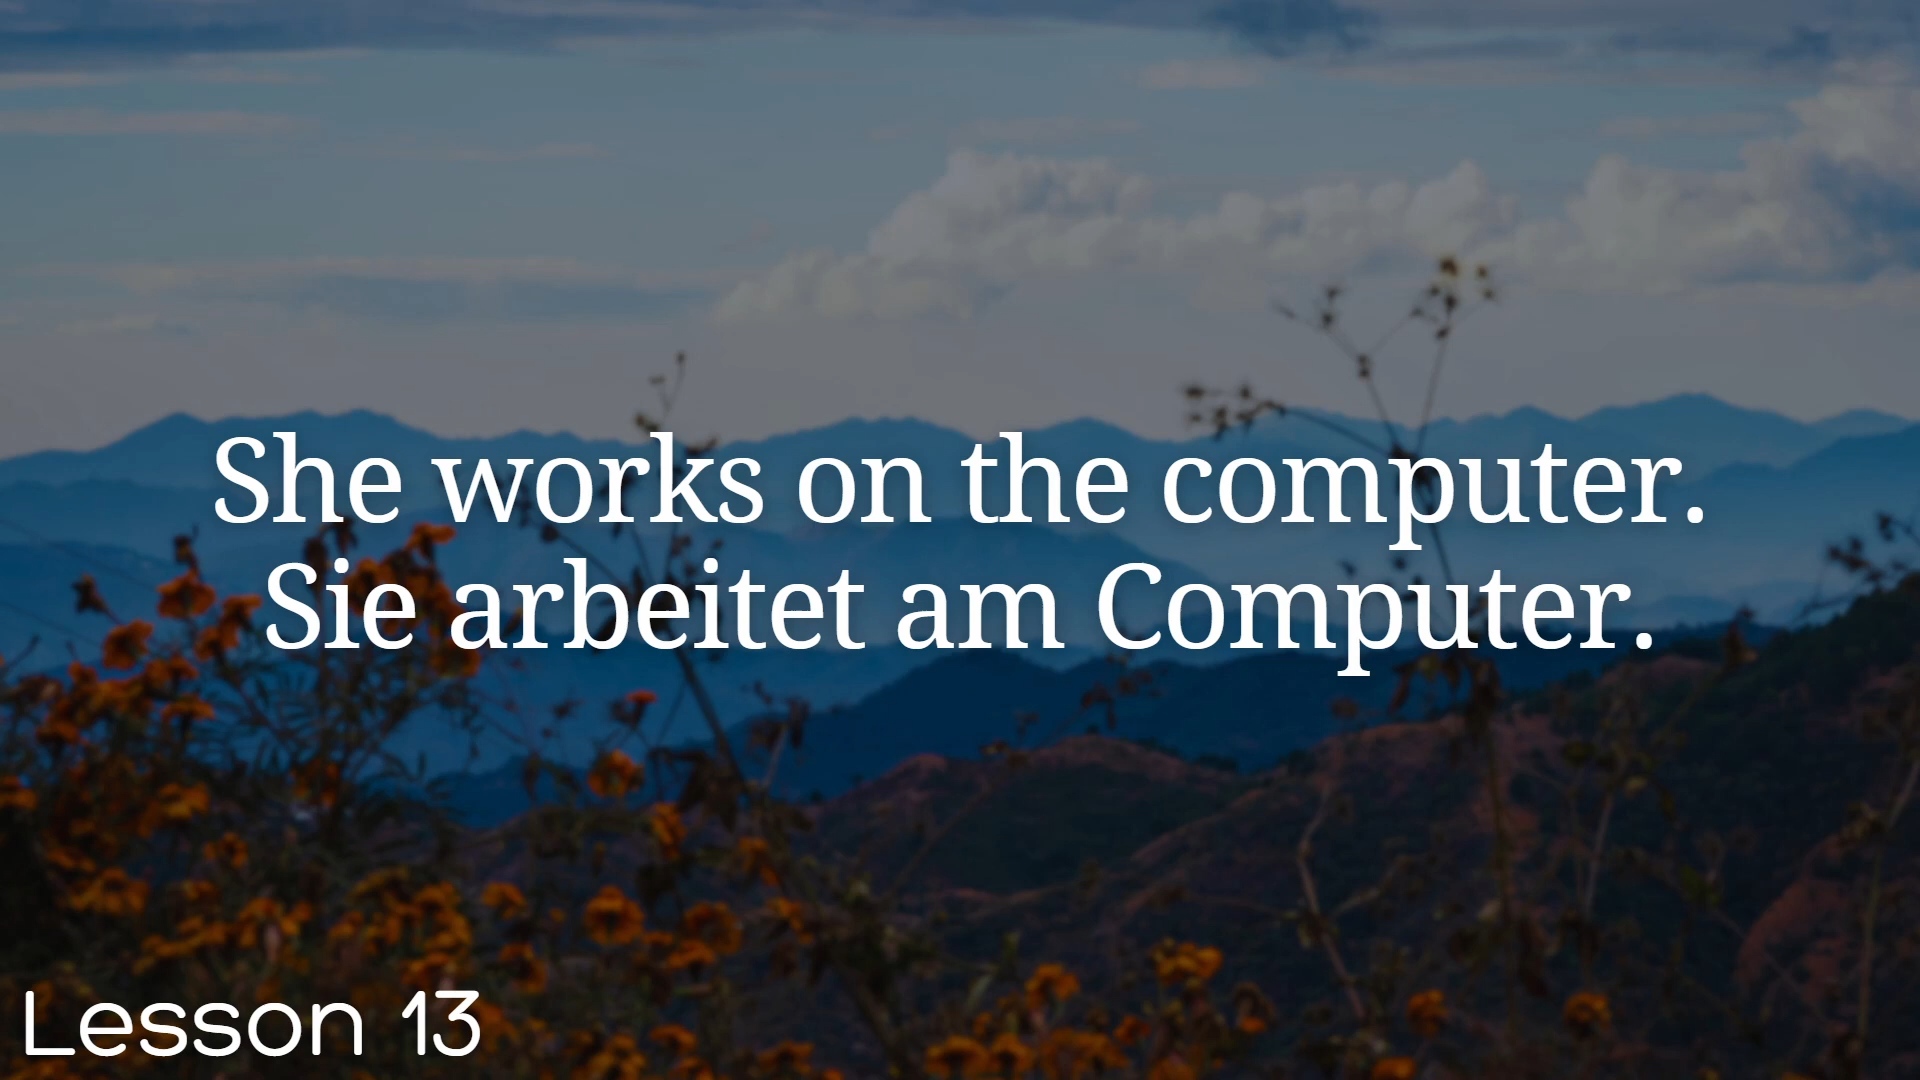 She works on the computer.
Sie arbeitet am Computer.
Lesson 13